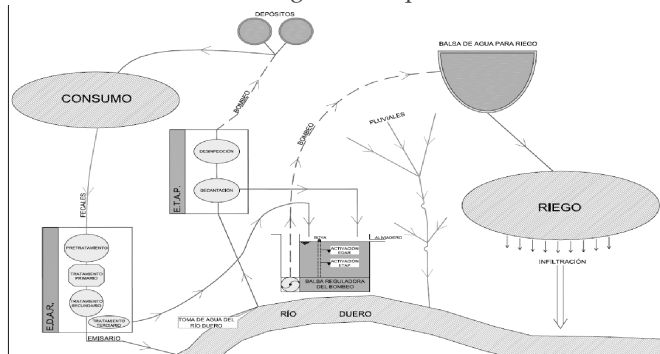 DEPÓSITOS
BALSA DE AGUA PARA RIEGO
CONSUMO
BOMBEO
BOMBEO
PLUVIALES
E.T.A.P.
DESINFECCIÓN
DECANTACIÓN
RIEGO
FECALES
INFILTRACIÓN
E.D.A.R.
PRETRATAMIENTO
TRATAMIENTO
PRIMARIO
TRATAMIENTO
SECUNDARIO
TRATAMIENTO
TERCIARIO
EMISARIO
BOYA
ALIVIADERO
ACTIVACIÓN
EDAR
ACTIVACIÓN
ETAP
BALSA REGULADORA
DEL BOMBEO
TOMA DE AGUA DEL
RÍO DUERO
RÍO DUERO